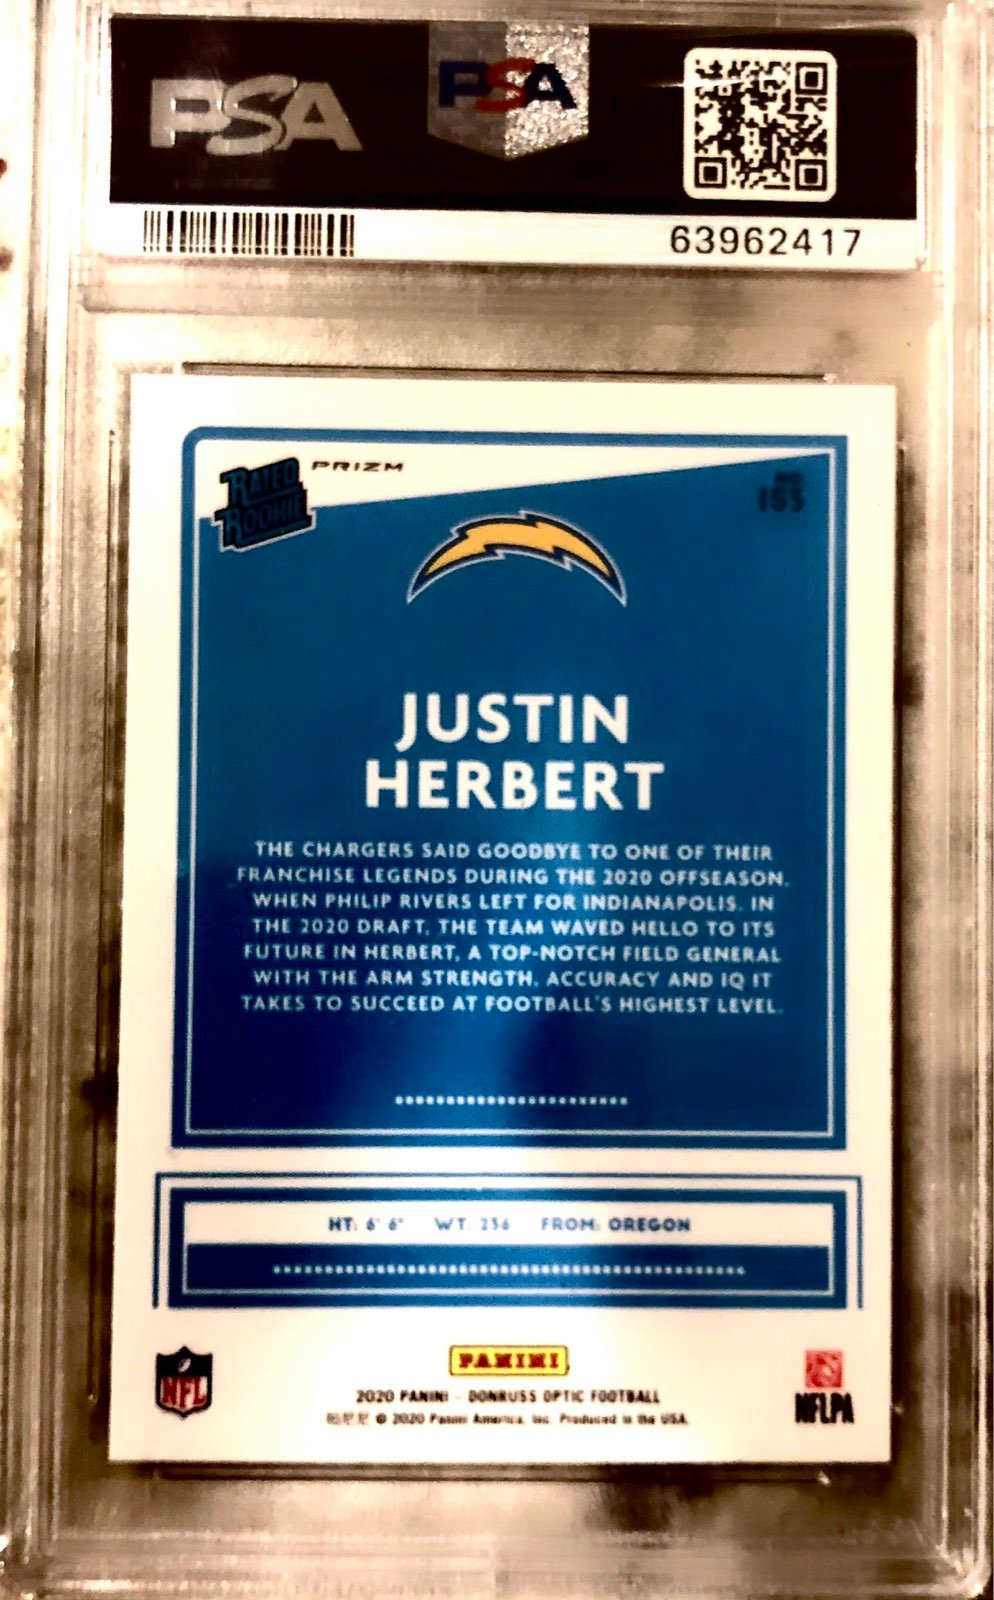 PSA
PSA
63962417
RATED
ROOKIE
PRIZM
NO.
155
JUSTIN
HERBERT
THE CHARGERS SAID GOODBYE TO ONE OF THEIR
FRANCHISE LEGENDS DURING THE 2020 OFFSEASON,
WHEN PHILIP RIVERS LEFT FOR INDIANAPOLIS. IN
THE 2020 DRAFT, THE TEAM WAVED HELLO TO ITS
FUTURE IN HERBERT, A TOP-NOTCH FIELD GENERAL
WITH THE ARM STRENGTH, ACCURACY AND IQ IT
TAKES TO SUCCEED AT FOOTBALL'S HIGHEST LEVEL.
HT: 6' 6" WT: 236 FROM: OREGON
NFL
PANINI
2020 PANINI - DONRUSS OPTIC FOOTBALL
© 2020 Panini America, Inc. Produced in the USA.
NFLPA